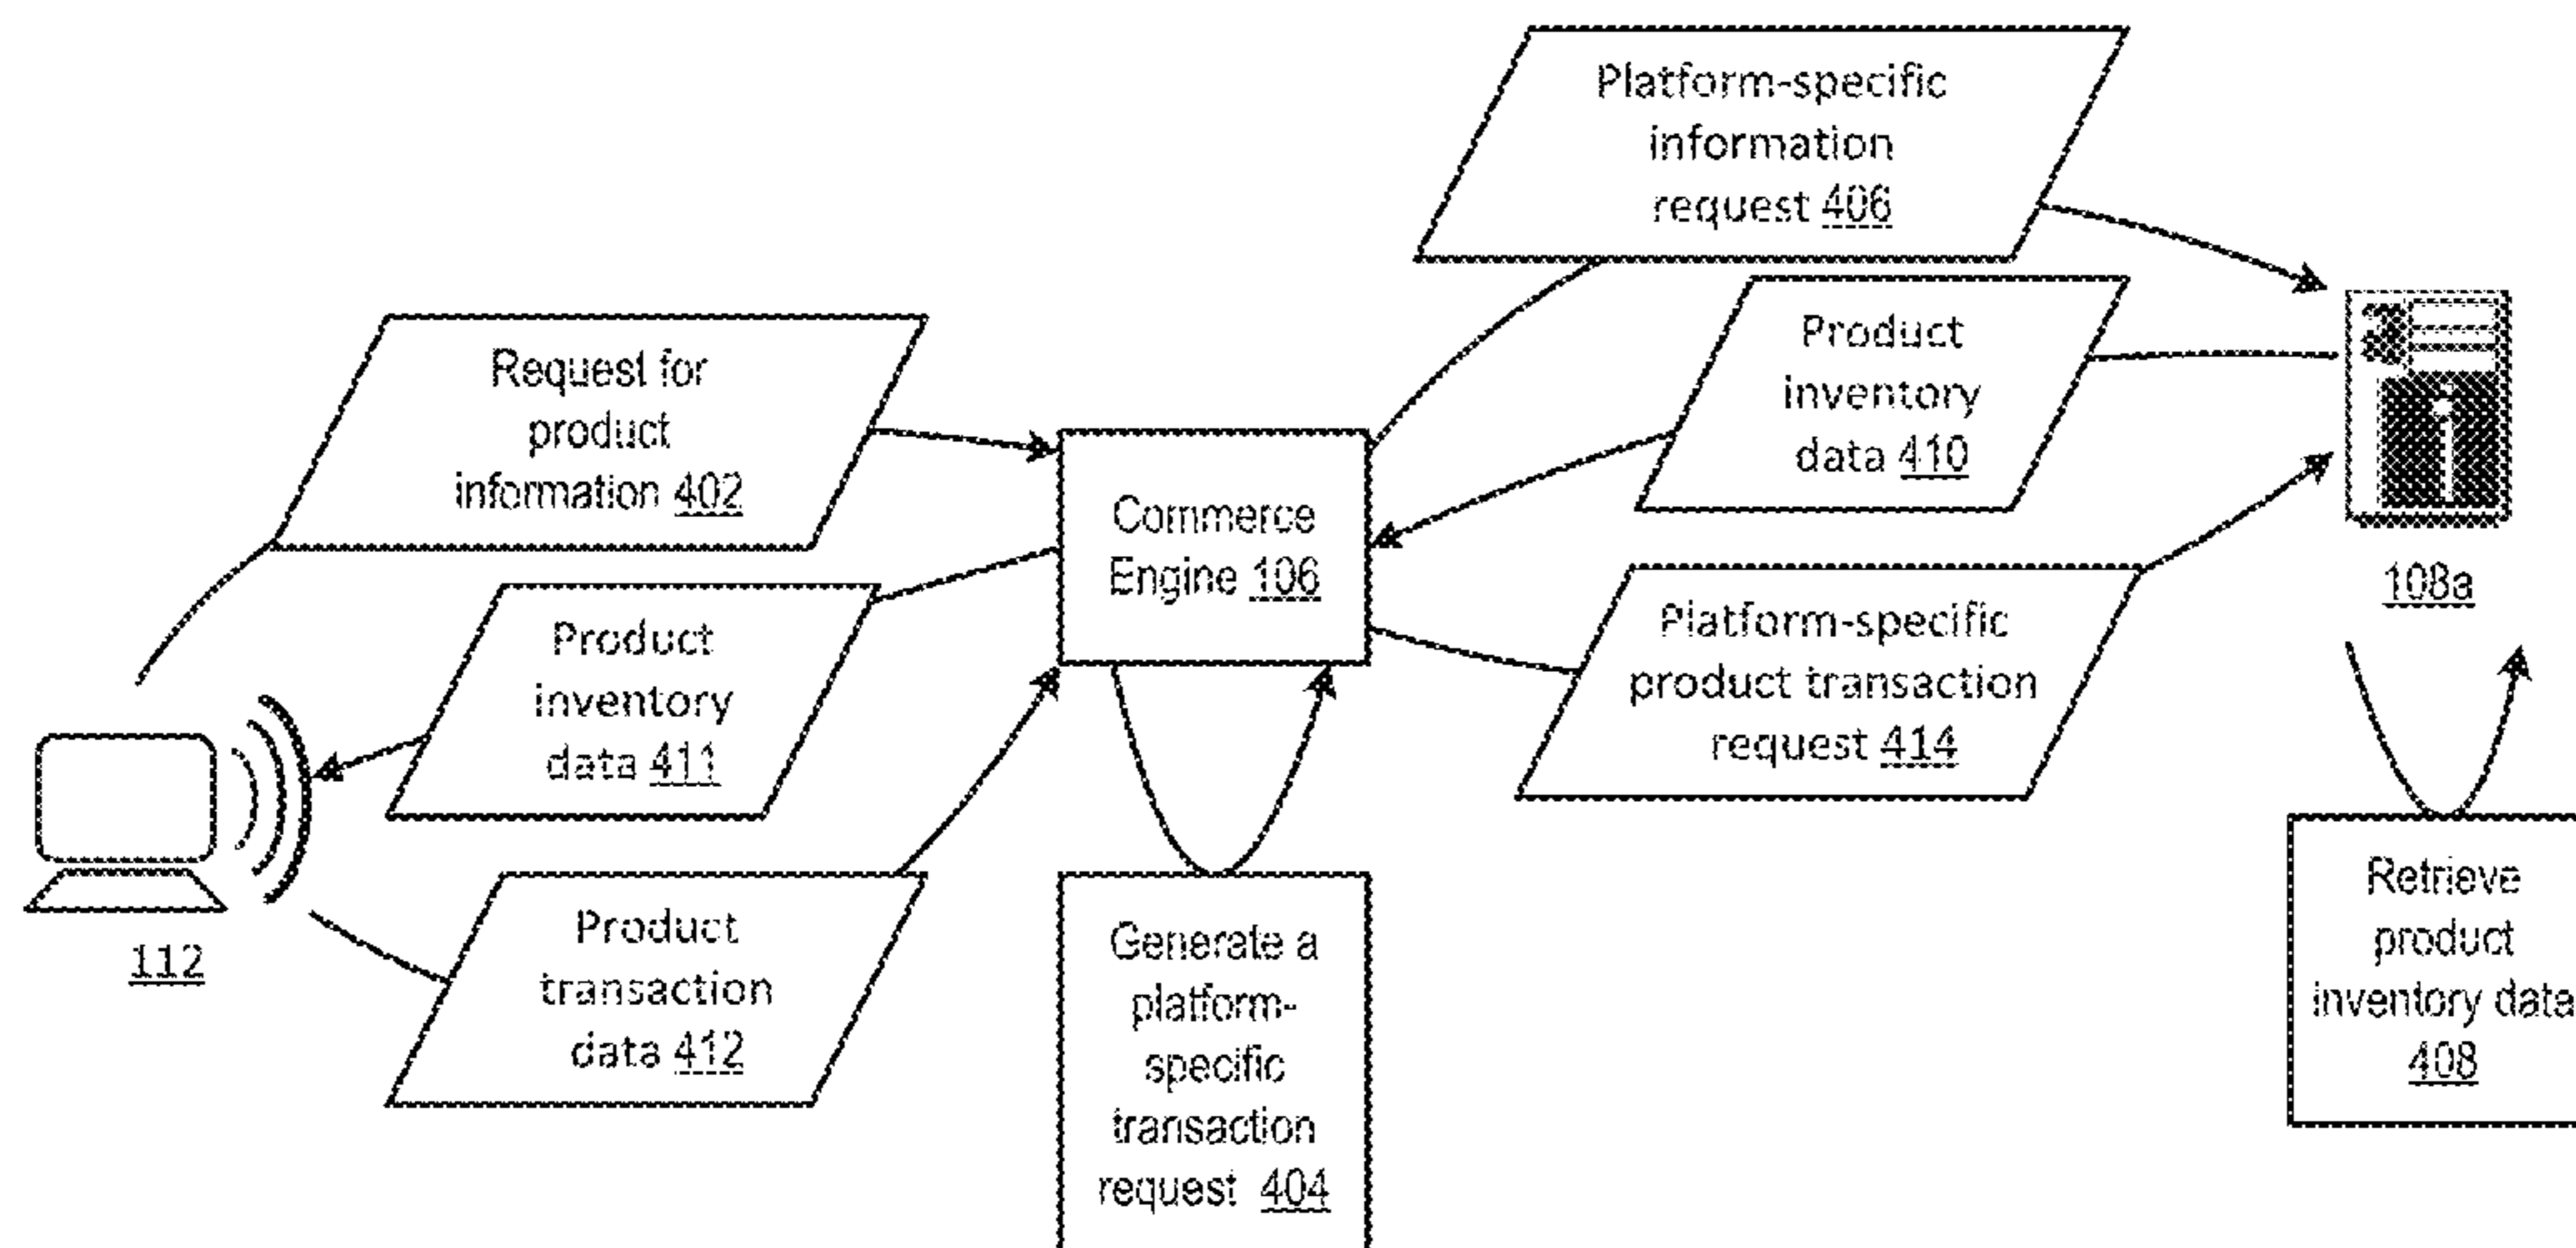 Platform-specific
information
request 406
Request for
product
information 402
Product
inventory
data 410
Commerce
Engine 106
108a
Product
inventory
data 411
Platform-specific
product transaction
request 414
112
Product
transaction
data 412
Generate a
platform-
specific
transaction
request 404
Retrieve
product
inventory data
408